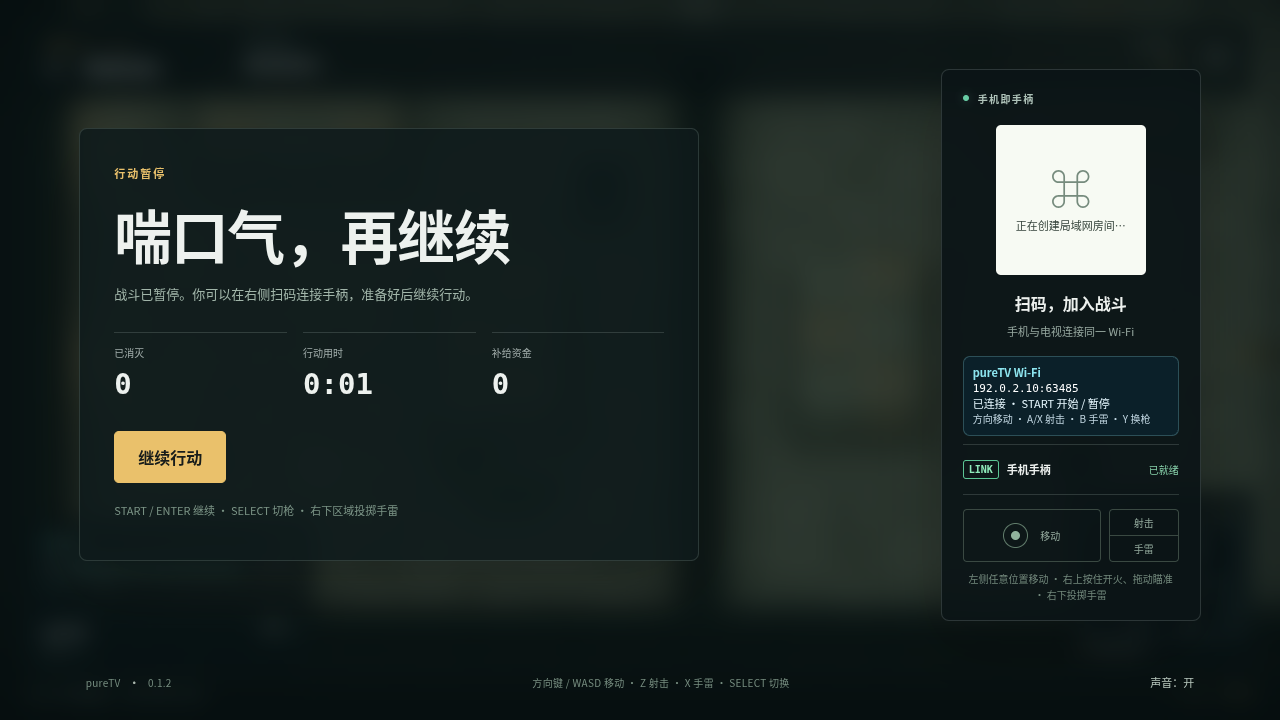 行动暂停
喘口气，再继续
战斗已暂停。你可以在右侧扫码连接手柄，准备好后继续行动。
已消灭
0
行动用时
0:01
补给资金
0
继续行动
START / ENTER 继续 · SELECT 切枪 · 右下区域投掷手雷
手机即手柄
正在创建局域网房间…
扫码，加入战斗
手机与电视连接同一 Wi-Fi
pureTV Wi-Fi
192.0.2.10:63485
已连接 · START 开始 / 暂停
方向移动 · A/X 射击 · B 手雷 · Y 换枪
LINK 手机手柄 已就绪
移动
射击
手雷
左侧任意位置移动 · 右上按住开火、拖动瞄准
· 右下投掷手雷
pureTV · 0.1.2
方向键 / WASD 移动 · Z 射击 · X 手雷 · SELECT 切换
声音：开